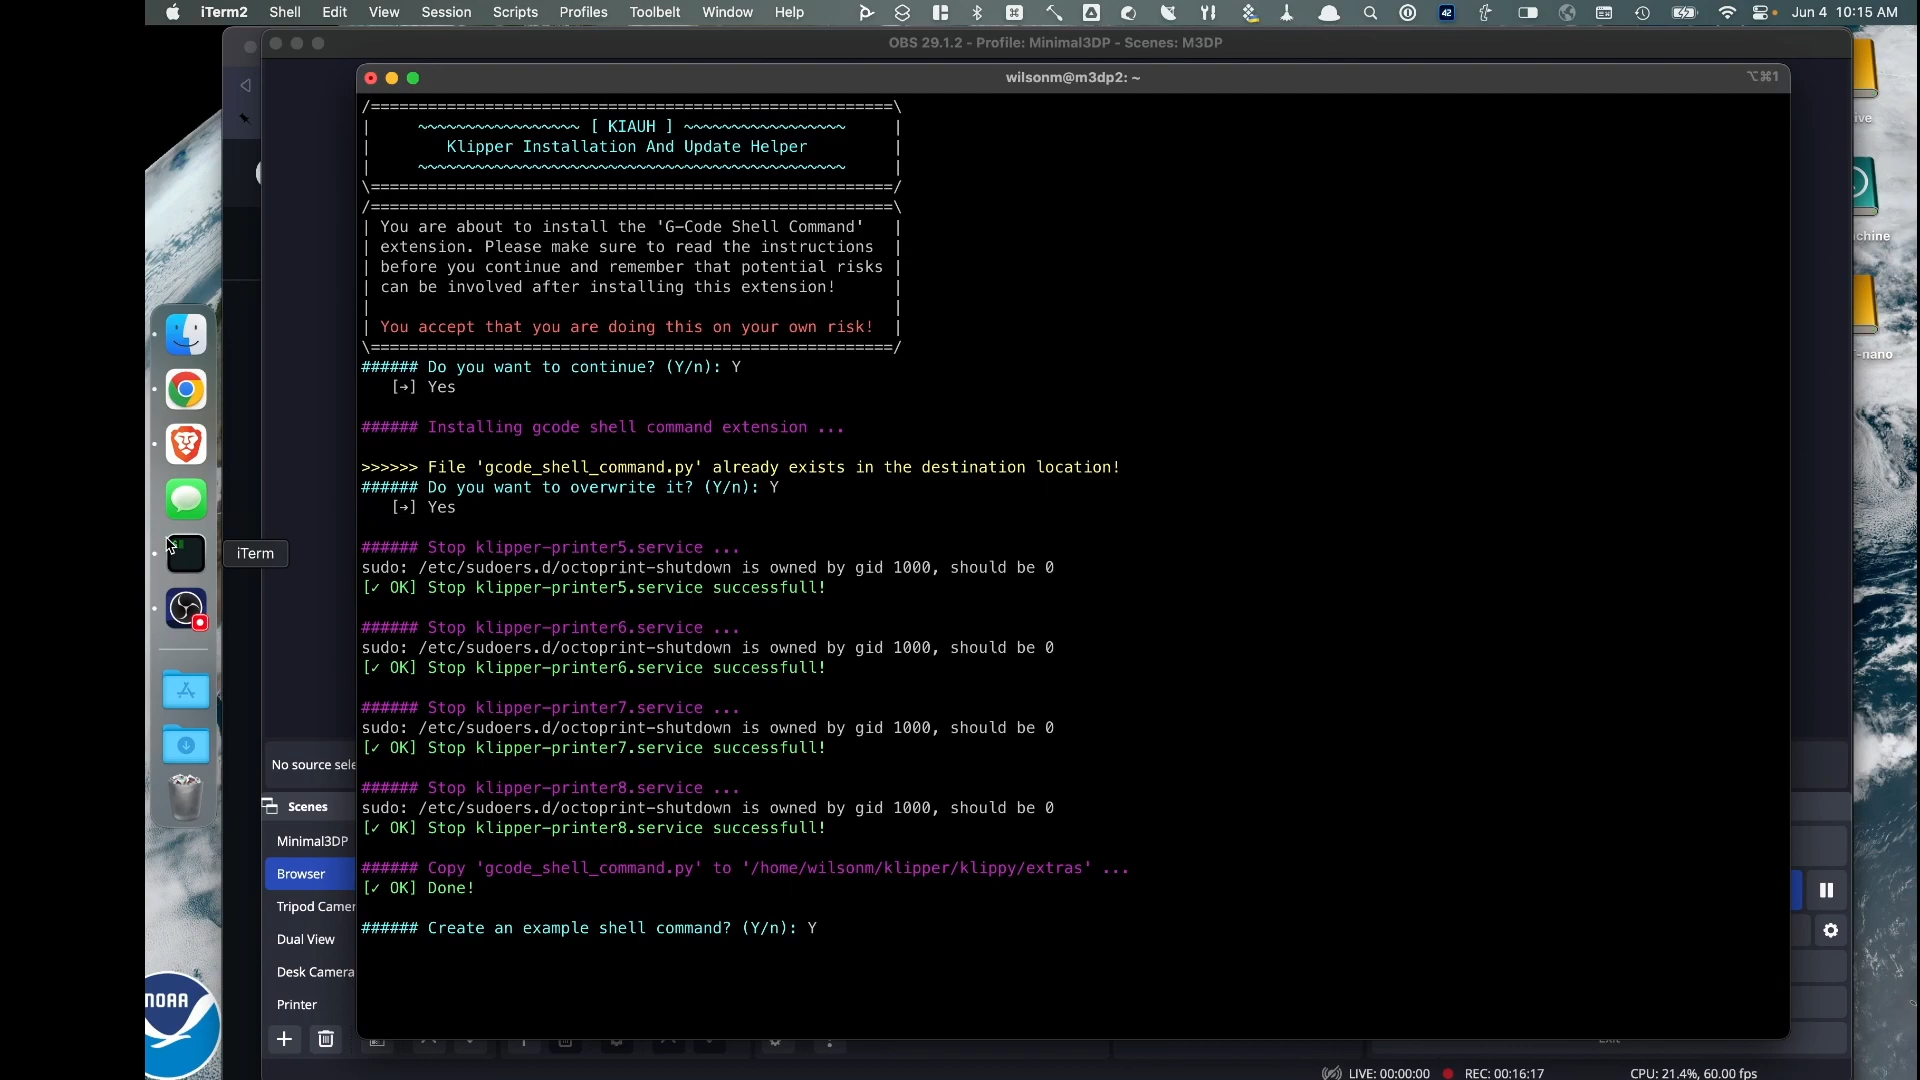 iTerm2 Shell Edit View Session Scripts Profiles Toolbelt Window Help 42 Jun 4 10:15 AM
OBS 29.1.2 - Profile: Minimal3DP - Scenes: M3DP
wilsonm@m3dp2: ~ ⌥⌘1
/=======================================================\
| ~~~~~~~~~~~~~~~~~ [ KIAUH ] ~~~~~~~~~~~~~~~~~ |
| Klipper Installation And Update Helper |
| ~~~~~~~~~~~~~~~~~~~~~~~~~~~~~~~~~~~~~~~~~~~~~ |
\=======================================================/
/=======================================================\
| You are about to install the 'G-Code Shell Command' |
| extension. Please make sure to read the instructions |
| before you continue and remember that potential risks |
| can be involved after installing this extension! |
| |
| You accept that you are doing this on your own risk! |
\=======================================================/
###### Do you want to continue? (Y/n): Y
[➔] Yes
###### Installing gcode shell command extension ...
>>>>>> File 'gcode_shell_command.py' already exists in the destination location!
###### Do you want to overwrite it? (Y/n): Y
[➔] Yes
###### Stop klipper-printer5.service ...
sudo: /etc/sudoers.d/octoprint-shutdown is owned by gid 1000, should be 0
[✓ OK] Stop klipper-printer5.service successfull!
###### Stop klipper-printer6.service ...
sudo: /etc/sudoers.d/octoprint-shutdown is owned by gid 1000, should be 0
[✓ OK] Stop klipper-printer6.service successfull!
###### Stop klipper-printer7.service ...
sudo: /etc/sudoers.d/octoprint-shutdown is owned by gid 1000, should be 0
[✓ OK] Stop klipper-printer7.service successfull!
###### Stop klipper-printer8.service ...
sudo: /etc/sudoers.d/octoprint-shutdown is owned by gid 1000, should be 0
[✓ OK] Stop klipper-printer8.service successfull!
###### Copy 'gcode_shell_command.py' to '/home/wilsonm/klipper/klippy/extras' ...
[✓ OK] Done!
###### Create an example shell command? (Y/n): Y
iTerm
No source sele
Scenes
Minimal3DP
Browser
Tripod Camer
Dual View
Desk Camera
Printer
NOAA
ive
chine
-nano
LIVE: 00:00:00 REC: 00:16:17 CPU: 21.4%, 60.00 fps